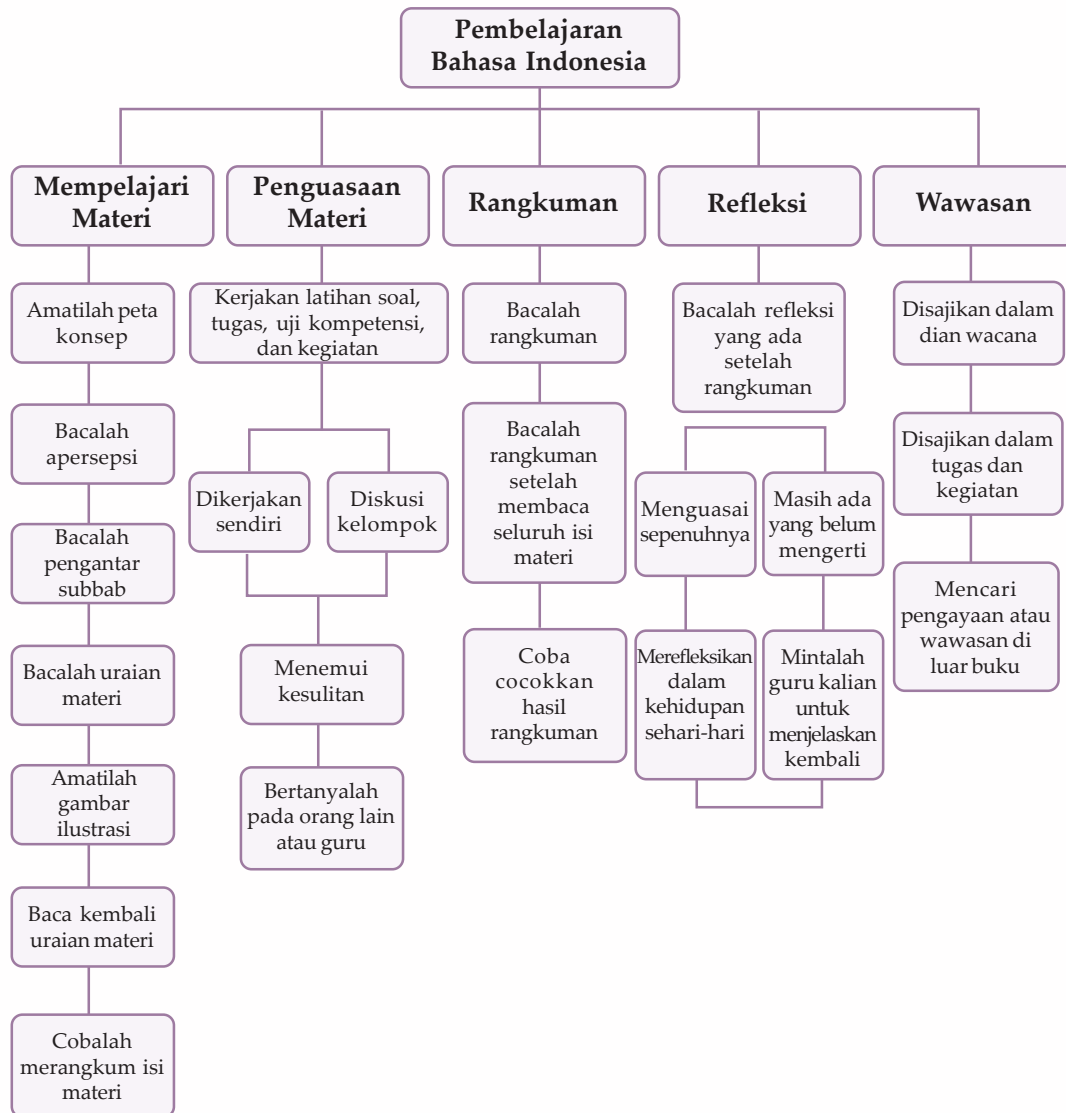 Pembelajaran
Bahasa Indonesia
Mempelajari
Materi
Amatilah peta
konsep
Bacalah
apersepsi
Bacalah
pengantar
subbab
Bacalah uraian
materi
Amatilah
gambar
ilustrasi
Baca kembali
uraian materi
Cobalah
merangkum isi
materi
Penguasaan
Materi
Kerjakan latihan soal,
tugas, uji kompetensi,
dan kegiatan
Dikerjakan
sendiri
Diskusi
kelompok
Menemui
kesulitan
Bertanyalah
pada orang lain
atau guru
Rangkuman
Bacalah
rangkuman
Bacalah
rangkuman
setelah
membaca
seluruh isi
materi
Coba
cocokkan
hasil
rangkuman
Refleksi
Bacalah refleksi
yang ada
setelah
rangkuman
Menguasai
sepenuhnya
Merefleksikan
dalam
kehidupan
sehari-hari
Masih ada
yang belum
mengerti
Mintalah
guru kalian
untuk
menjelaskan
kembali
Wawasan
Disajikan dalam
dian wacana
Disajikan dalam
tugas dan
kegiatan
Mencari
pengayaan atau
wawasan di
luar buku